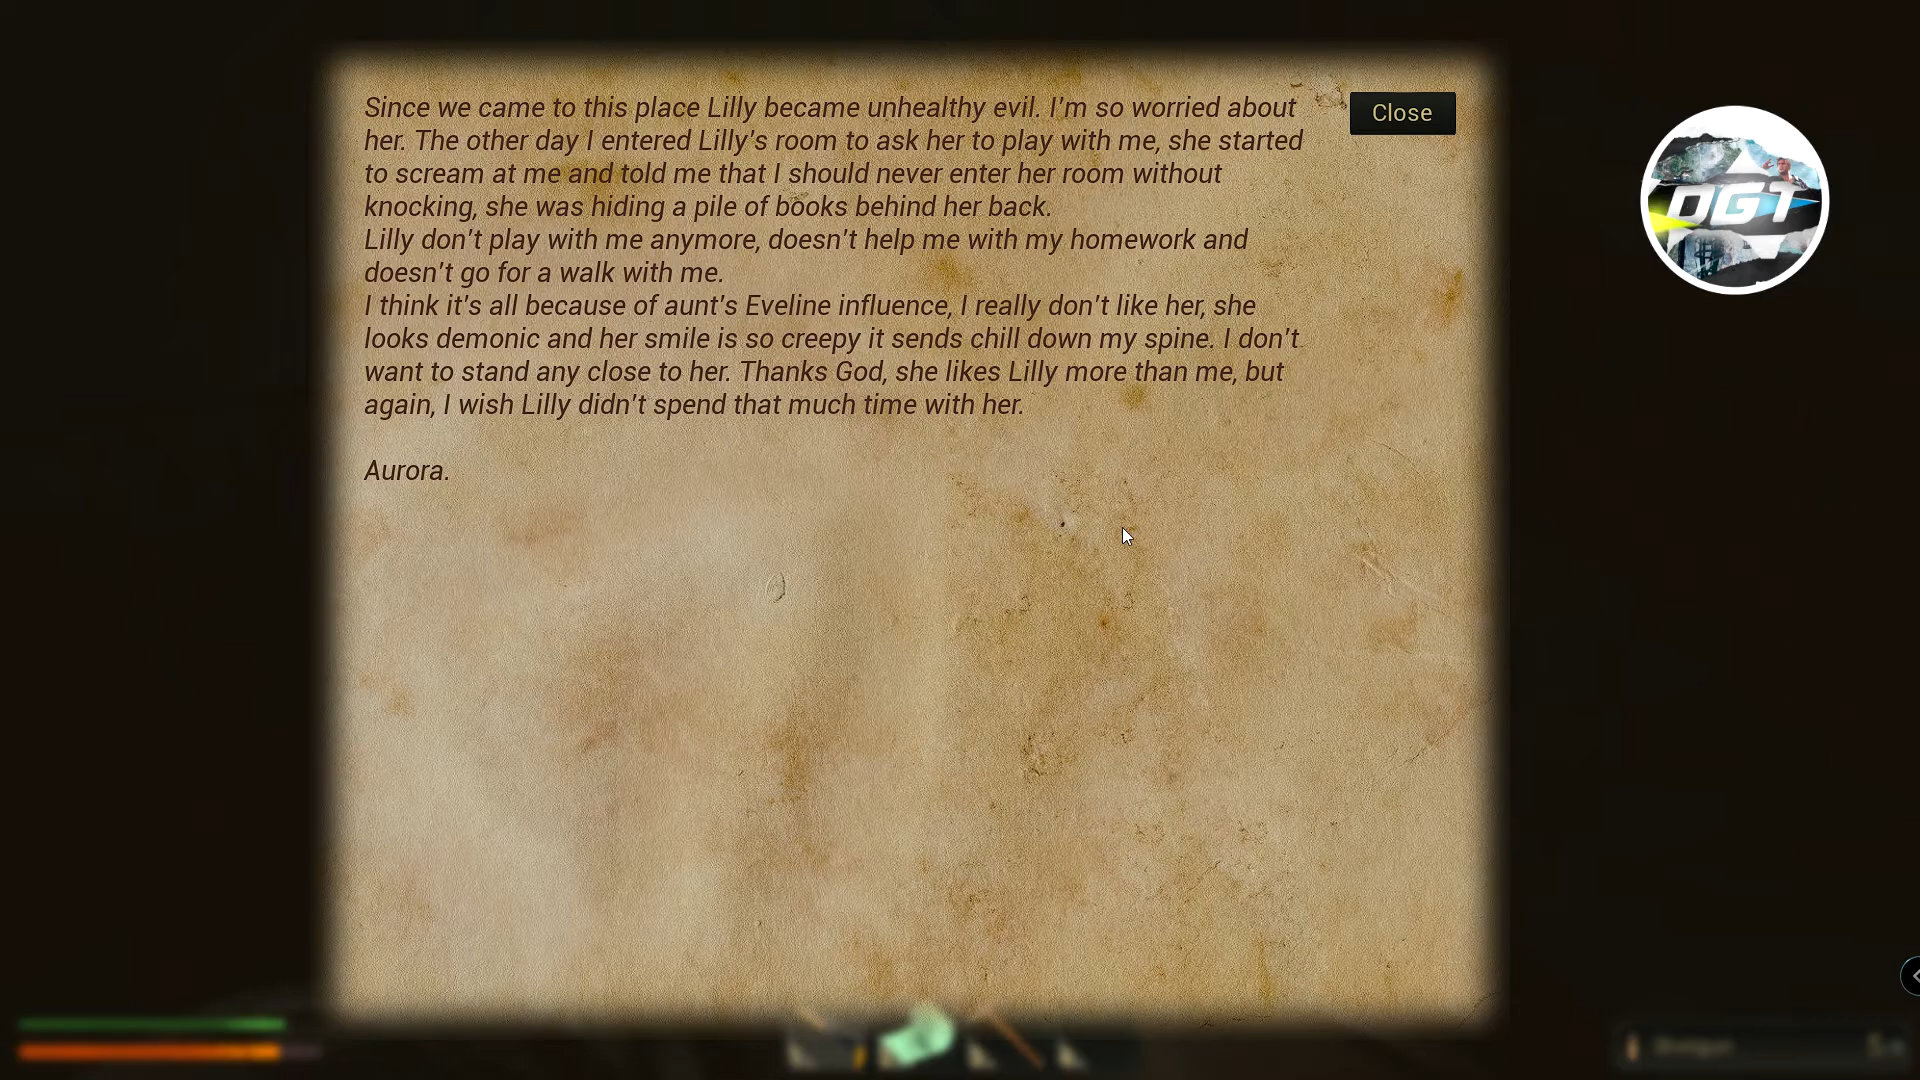 Since we came to this place Lilly became unhealthy evil. I'm so worried about
her. The other day I entered Lilly's room to ask her to play with me, she started
to scream at me and told me that I should never enter her room without
knocking, she was hiding a pile of books behind her back.
Lilly don't play with me anymore, doesn't help me with my homework and
doesn't go for a walk with me.
I think it's all because of aunt's Eveline influence, I really don't like her, she
looks demonic and her smile is so creepy it sends chill down my spine. I don't
want to stand any close to her. Thanks God, she likes Lilly more than me, but
again, I wish Lilly didn't spend that much time with her.
Aurora.
Close
DGT
Shotgun